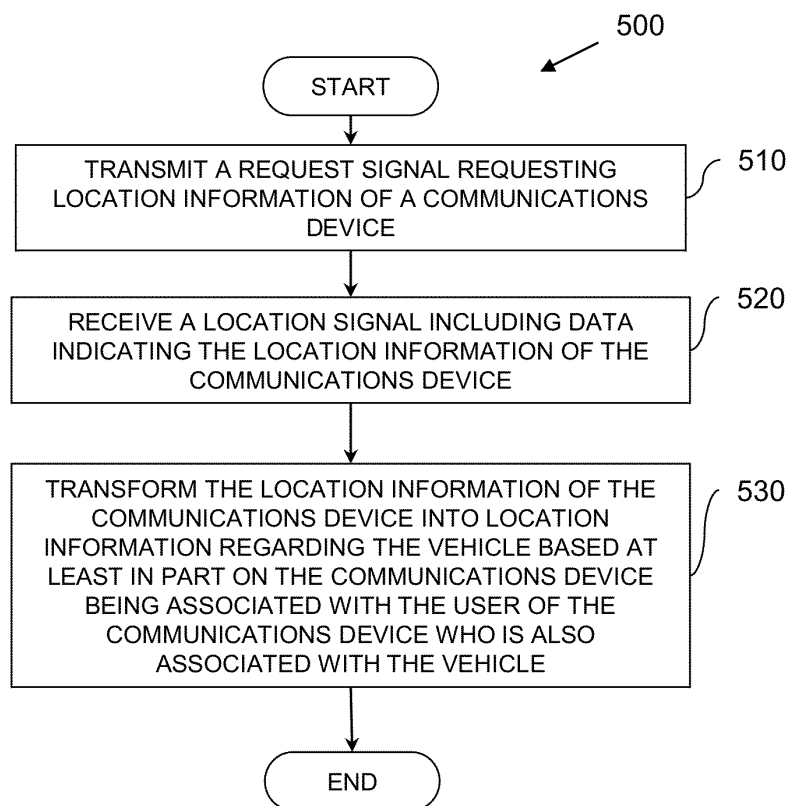 500
START
TRANSMIT A REQUEST SIGNAL REQUESTING
LOCATION INFORMATION OF A COMMUNICATIONS
DEVICE
510
RECEIVE A LOCATION SIGNAL INCLUDING DATA
INDICATING THE LOCATION INFORMATION OF THE
COMMUNICATIONS DEVICE
520
TRANSFORM THE LOCATION INFORMATION OF THE
COMMUNICATIONS DEVICE INTO LOCATION
INFORMATION REGARDING THE VEHICLE BASED AT
LEAST IN PART ON THE COMMUNICATIONS DEVICE
BEING ASSOCIATED WITH THE USER OF THE
COMMUNICATIONS DEVICE WHO IS ALSO
ASSOCIATED WITH THE VEHICLE
530
END